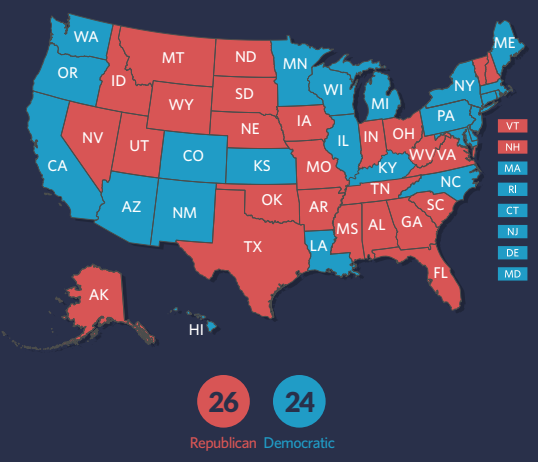 WA
ME
MT
ND
MN
OR
ID
WI
SD
NY
MI
WY
PA
IA
NE
VT
OH
NV
IN
IL
NH
UT
CO
WV
VA
CA
KS
MO
KY
MA
NC
RI
TN
OK
AZ
NM
AR
SC
CT
GA
AL
MS
NJ
TX
LA
DE
FL
MD
AK
HI
26
24
Republican
Democratic